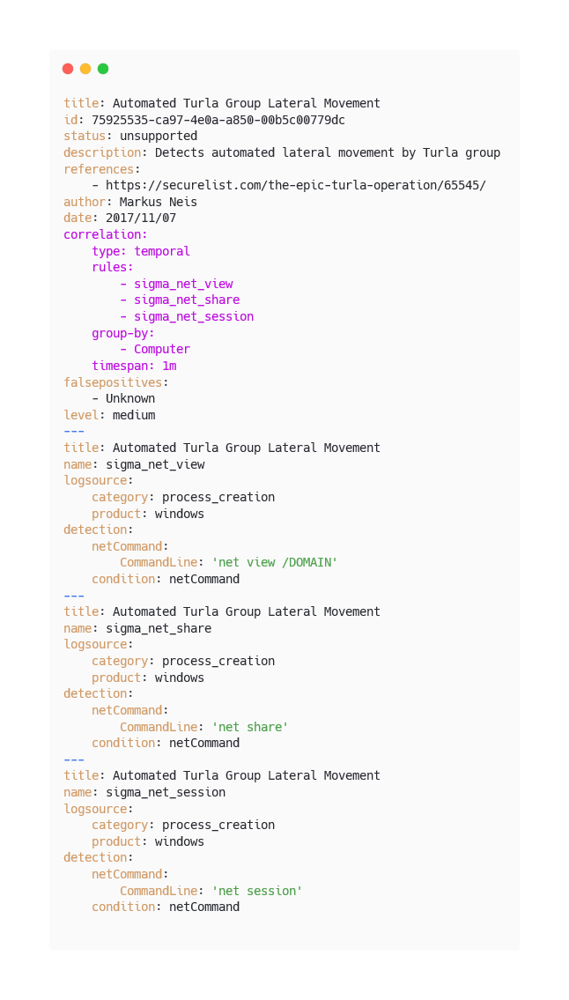 title: Automated Turla Group Lateral Movement
id: 75925535-ca97-4e0a-a850-00b5c00779dc
status: unsupported
description: Detects automated lateral movement by Turla group
references:
    - https://securelist.com/the-epic-turla-operation/65545/
author: Markus Neis
date: 2017/11/07
correlation:
    type: temporal
    rules:
        - sigma_net_view
        - sigma_net_share
        - sigma_net_session
    group-by:
        - Computer
    timespan: 1m
falsepositives:
    - Unknown
level: medium
---
title: Automated Turla Group Lateral Movement
name: sigma_net_view
logsource:
    category: process_creation
    product: windows
detection:
    netCommand:
        CommandLine: 'net view /DOMAIN'
    condition: netCommand
---
title: Automated Turla Group Lateral Movement
name: sigma_net_share
logsource:
    category: process_creation
    product: windows
detection:
    netCommand:
        CommandLine: 'net share'
    condition: netCommand
---
title: Automated Turla Group Lateral Movement
name: sigma_net_session
logsource:
    category: process_creation
    product: windows
detection:
    netCommand:
        CommandLine: 'net session'
    condition: netCommand